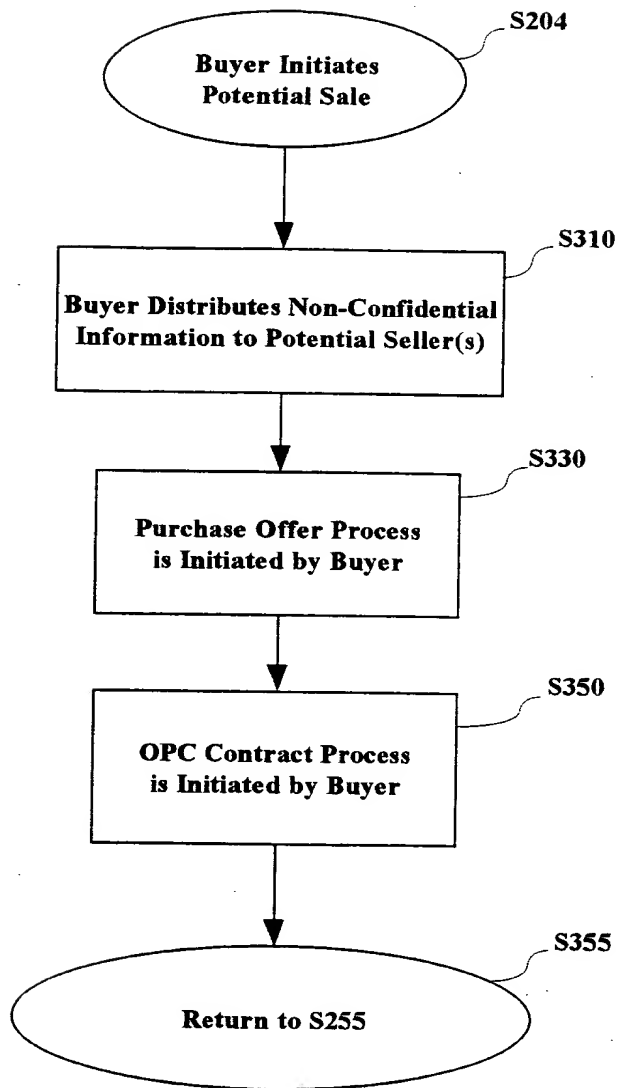 S204
Buyer Initiates
Potential Sale
S310
Buyer Distributes Non-Confidential
Information to Potential Seller(s)
S330
Purchase Offer Process
is Initiated by Buyer
S350
OPC Contract Process
is Initiated by Buyer
S355
Return to S255